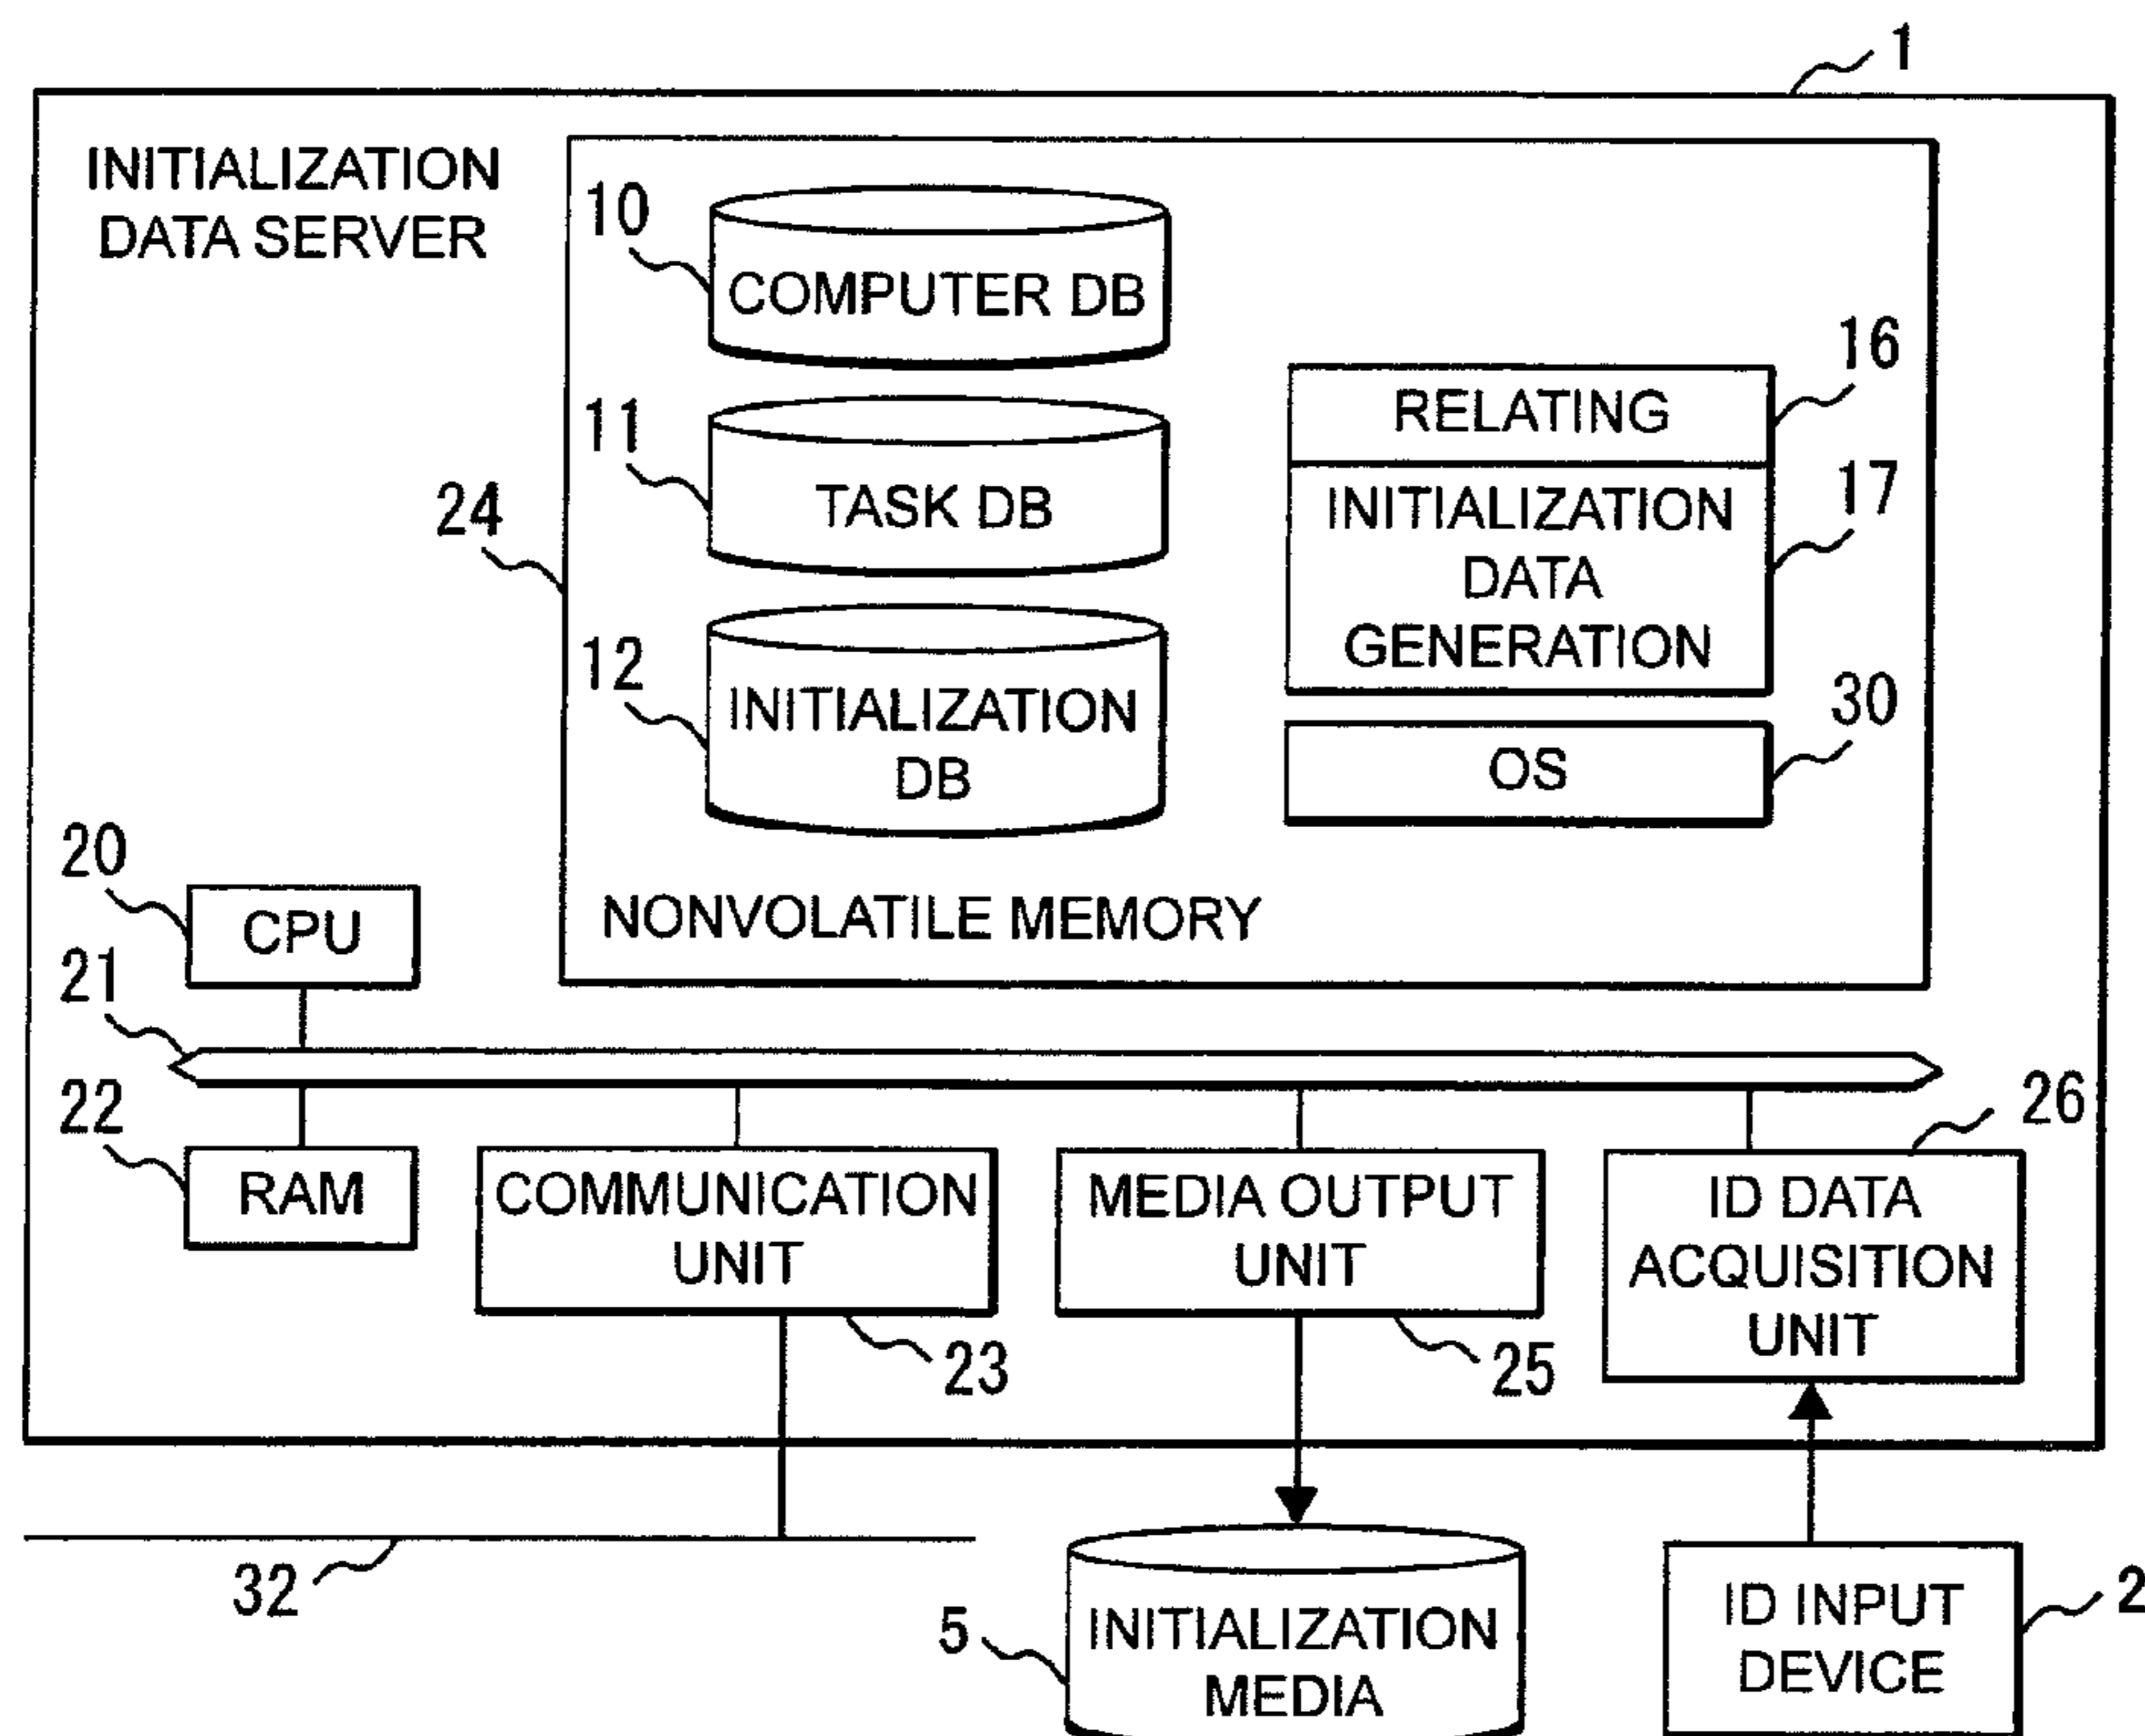 1
INITIALIZATION
DATA SERVER
10
COMPUTER DB
16
RELATING
11
TASK DB
17
INITIALIZATION
DATA
GENERATION
24
12
INITIALIZATION
DB
30
OS
20
CPU
NONVOLATILE MEMORY
21
22
RAM
COMMUNICATION
UNIT
23
MEDIA OUTPUT
UNIT
25
26
ID DATA
ACQUISITION
UNIT
32
5
INITIALIZATION
MEDIA
ID INPUT
DEVICE
2